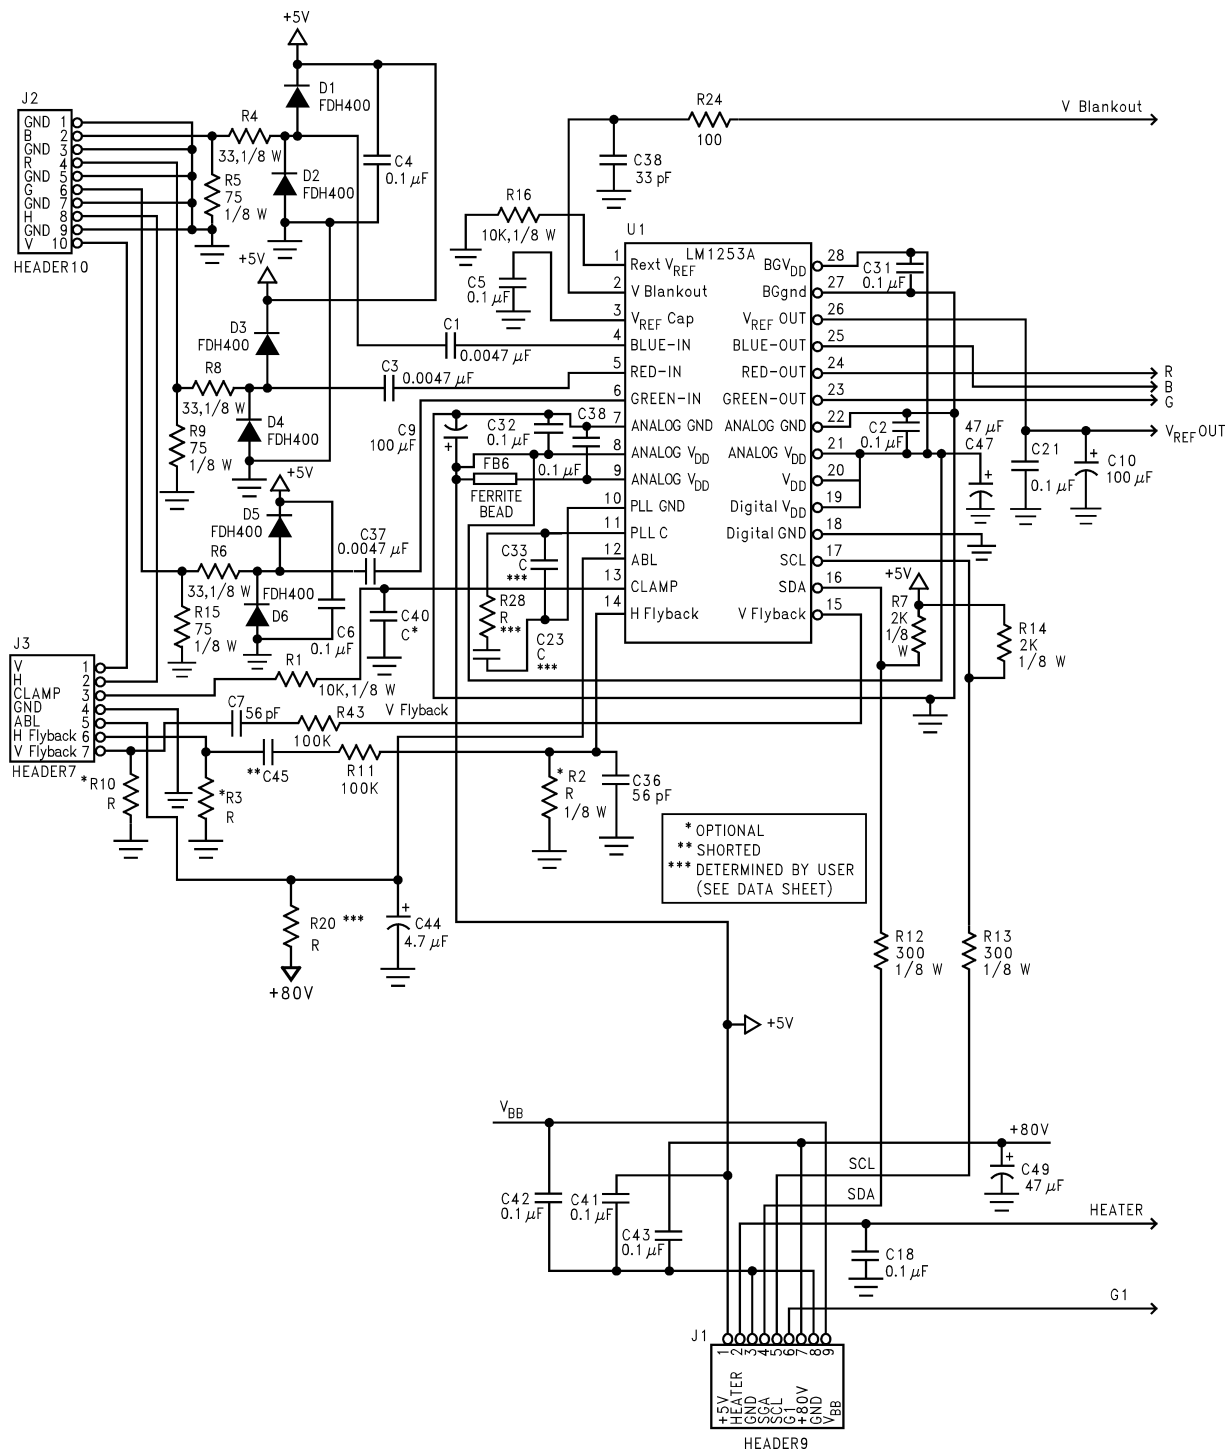 +5V
D1
FDH400
J2
GND 1
B 2
GND 3
R 4
GND 5
G 6
GND 7
H 8
GND 9
V 10
HEADER10
R4
33,1/8 W
R5
75
1/8 W
D2
FDH400
C4
0.1 µF
R24
100
V Blankout
C38
33 pF
R16
10K,1/8 W
C5
0.1 µF
+5V
D3
FDH400
R8
33,1/8 W
D4
FDH400
R9
75
1/8 W
C1
0.0047 µF
C3
0.0047 µF
U1
LM1253A
1 Rext VREF
2 V Blankout
3 VREF Cap
4 BLUE-IN
5 RED-IN
6 GREEN-IN
7 ANALOG GND
8 ANALOG VDD
9 ANALOG VDD
10 PLL GND
11 PLL C
12 ABL
13 CLAMP
14 H Flyback
BGVDD 28
BGgnd 27
VREF OUT 26
BLUE-OUT 25
RED-OUT 24
GREEN-OUT 23
ANALOG GND 22
ANALOG VDD 21
VDD 20
Digital VDD 19
Digital GND 18
SCL 17
SDA 16
V Flyback 15
C31
0.1 µF
R
B
G
VREF OUT
C2
0.1 µF
47 µF
C47
C21
0.1 µF
C10
100 µF
C9
100 µF
C32
0.1 µF
C38
0.1 µF
FB6
FERRITE
BEAD
+5V
D5
FDH400
R6
33,1/8 W
FDH400
D6
C37
0.0047 µF
R15
75
1/8 W
C6
0.1 µF
C40
C*
C33
C
***
R28
R
***
C23
C
***
+5V
R7
2K
1/8
W
R14
2K
1/8 W
J3
V 1
H 2
CLAMP 3
GND 4
ABL 5
H Flyback 6
V Flyback 7
HEADER7
R1
10K,1/8 W
C7
56 pF
R43
100K
V Flyback
**C45
R11
100K
*R10
R
*R3
R
*R2
R
1/8 W
C36
56 pF
* OPTIONAL
** SHORTED
*** DETERMINED BY USER
(SEE DATA SHEET)
R20 ***
R
+80V
C44
4.7 µF
R12
300
1/8 W
R13
300
1/8 W
+5V
VBB
+80V
C49
47 µF
SCL
SDA
C42
0.1 µF
C41
0.1 µF
C43
0.1 µF
HEATER
C18
0.1 µF
G1
J1
1 2 3 4 5 6 7 8 9
+5V
HEATER
GND
SGA
SCL
G1
+80V
GND
VBB
HEADER9